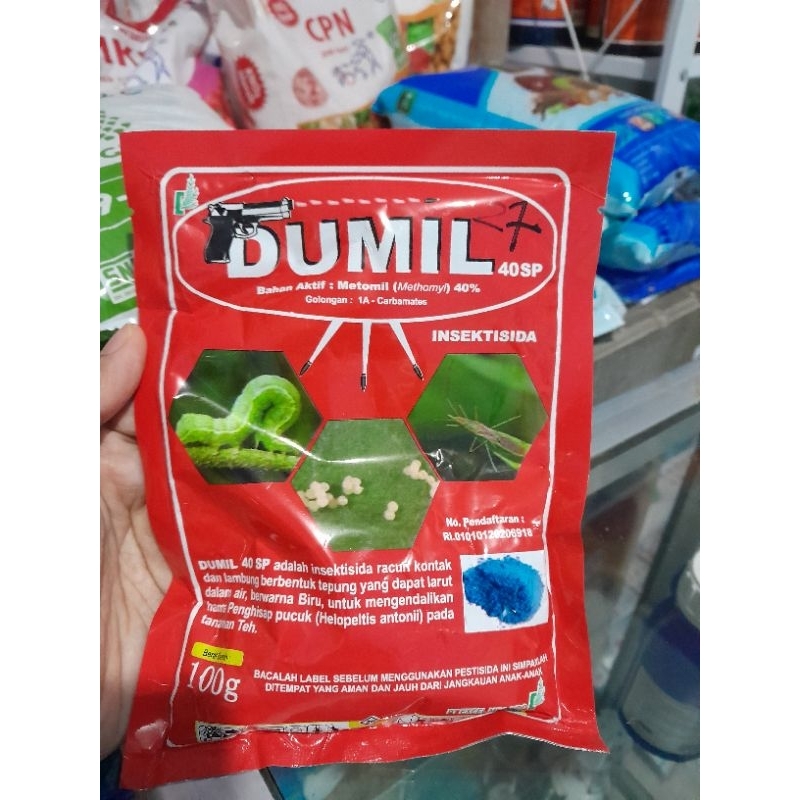 CPN
27
DUMIL 40SP
Bahan Aktif : Metomil (Methomyl) 40%
Golongan : 1A - Carbamates
INSEKTISIDA
No. Pendaftaran :
RI.01010120206918
DUMIL 40 SP adalah insektisida racun kontak
dan lambung berbentuk tepung yang dapat larut
dalam air, berwarna Biru, untuk mengendalikan
hama Penghisap pucuk (Helopeltis antonii) pada
tanaman Teh.
100g
BACALAH LABEL SEBELUM MENGGUNAKAN PESTISIDA INI SIMPANLAH
DITEMPAT YANG AMAN DAN JAUH DARI JANGKAUAN ANAK-ANAK